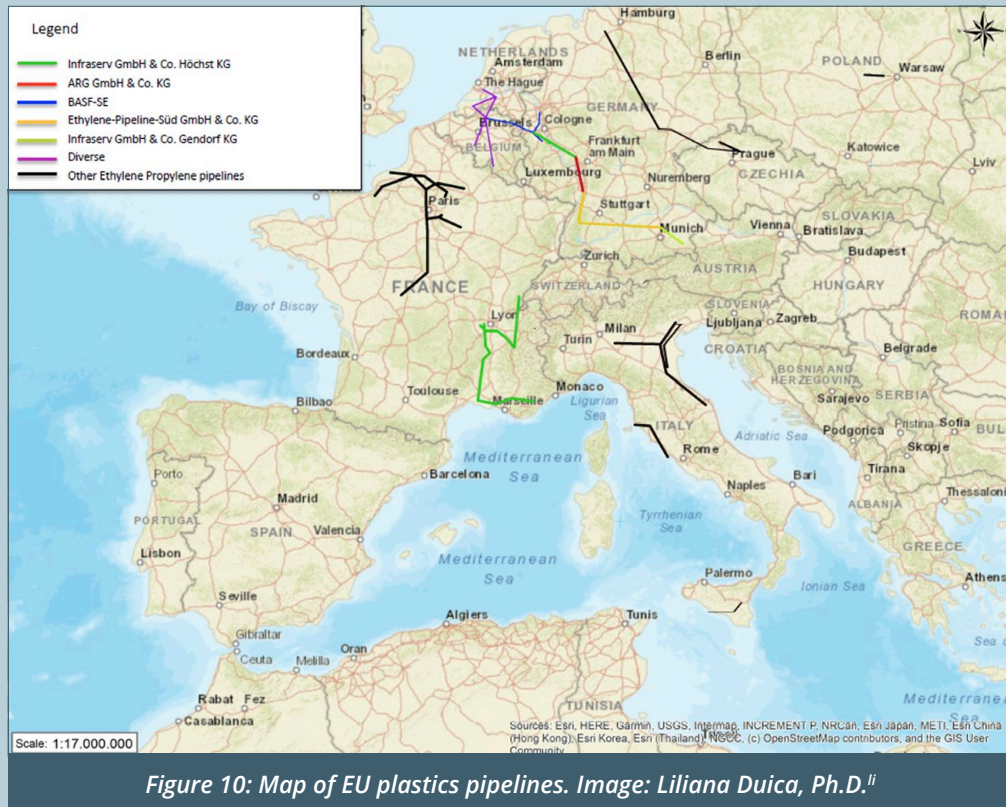 Legend
Infraserv GmbH & Co. Höchst KG
ARG GmbH & Co. KG
BASF-SE
Ethylene-Pipeline-Süd GmbH & Co. KG
Infraserv GmbH & Co. Gendorf KG
Diverse
Other Ethylene Propylene pipelines
Hamburg
NETHERLANDS
Amsterdam
Berlin
POLAND
Warsaw
The Hague
GERMANY
Brussels
Cologne
BELGIUM
Frankfurt
am Main
Prague
Katowice
Lviv
Luxembourg
CZECHIA
Nuremberg
Paris
Stuttgart
SLOVAKIA
Munich
Vienna
Bratislava
Zurich
Budapest
AUSTRIA
FRANCE
SWITZERLAND
HUNGARY
Bay of Biscay
SLOVENIA
ROMAN
Lyon
Milan
Ljubljana
Zagreb
Turin
CROATIA
Belgrade
Bordeaux
BOSNIA AND
HERZEGOVINA
Toulouse
Monaco
Sarajevo
SERBIA
Marseille
Ligurian
Sea
Bilbao
ITALY
Pristina
Sofia
Podgorica
BUL
Adriatic Sea
Skopje
Rome
Mediterranean
Sea
Porto
Barcelona
Tirana
Bari
Naples
Thessaloni
Madrid
ALBANIA
PORTUGAL
SPAIN
Valencia
Tyrrhenian
Sea
GREECE
Lisbon
Mediterranean
Sea
Palermo
Ionian Sea
Athens
Seville
Algiers
Tunis
Gibraltar
Sea o
Ceuta
Melilla
Oran
Rabat
Fez
Mediterranean
Sea
TUNISIA
Casablanca
Sources: Esri, HERE, Garmin, USGS, Intermap, INCREMENT P, NRCan, Esri Japan, METI, Esri China
(Hong Kong), Esri Korea, Esri (Thailand), NGCC, (c) OpenStreetMap contributors, and the GIS User
Community
Scale: 1:17.000.000
Figure 10: Map of EU plastics pipelines. Image: Liliana Duica, Ph.D.li